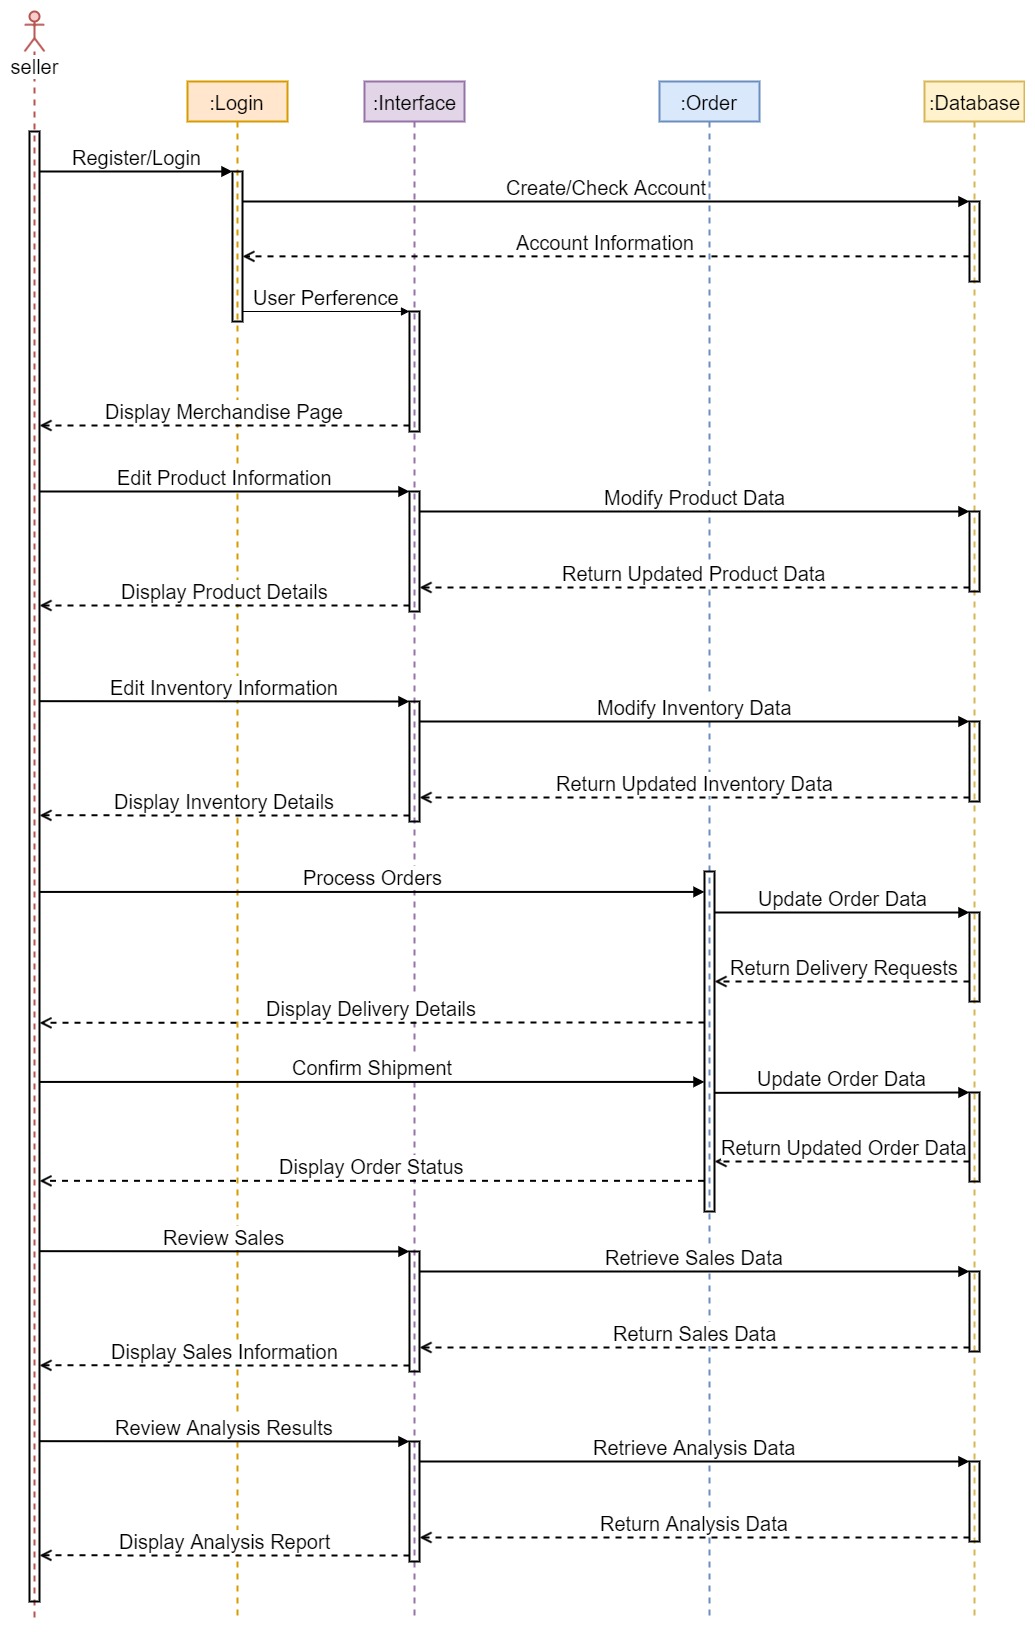 seller
:Login
:Interface
:Order
:Database
Register/Login
Create/Check Account
Account Information
User Perference
Display Merchandise Page
Edit Product Information
Modify Product Data
Return Updated Product Data
Display Product Details
Edit Inventory Information
Modify Inventory Data
Return Updated Inventory Data
Display Inventory Details
Process Orders
Update Order Data
Return Delivery Requests
Display Delivery Details
Confirm Shipment
Update Order Data
Return Updated Order Data
Display Order Status
Review Sales
Retrieve Sales Data
Return Sales Data
Display Sales Information
Review Analysis Results
Retrieve Analysis Data
Return Analysis Data
Display Analysis Report